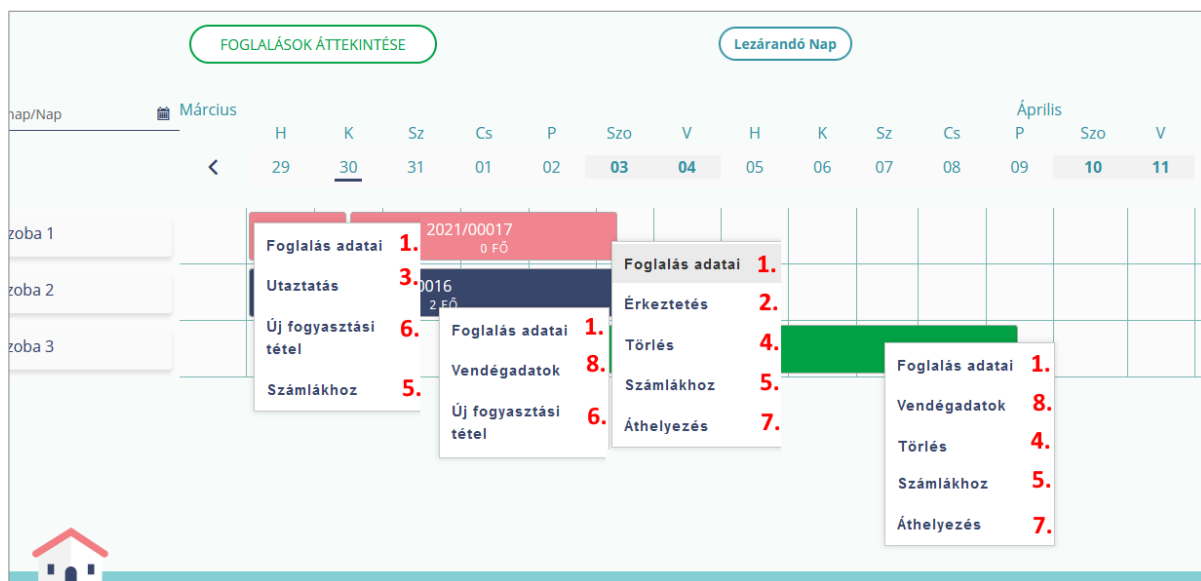 FOGLALÁSOK ÁTTEKINTÉSE
Lezárandó Nap
nap/Nap
Március
Április
H K Sz Cs P Szo V H K Sz Cs P Szo V
29 30 31 01 02 03 04 05 06 07 08 09 10 11
zoba 1
2021/00017
0 FŐ
zoba 2
0016
2 FŐ
zoba 3
Foglalás adatai 1.
Utaztatás 3.
Új fogyasztási 6.
tétel
Számlákhoz 5.
Foglalás adatai 1.
Vendégadatok 8.
Új fogyasztási 6.
tétel
Foglalás adatai 1.
Érkeztetés 2.
Törlés 4.
Számlákhoz 5.
Áthelyezés 7.
Foglalás adatai 1.
Vendégadatok 8.
Törlés 4.
Számlákhoz 5.
Áthelyezés 7.